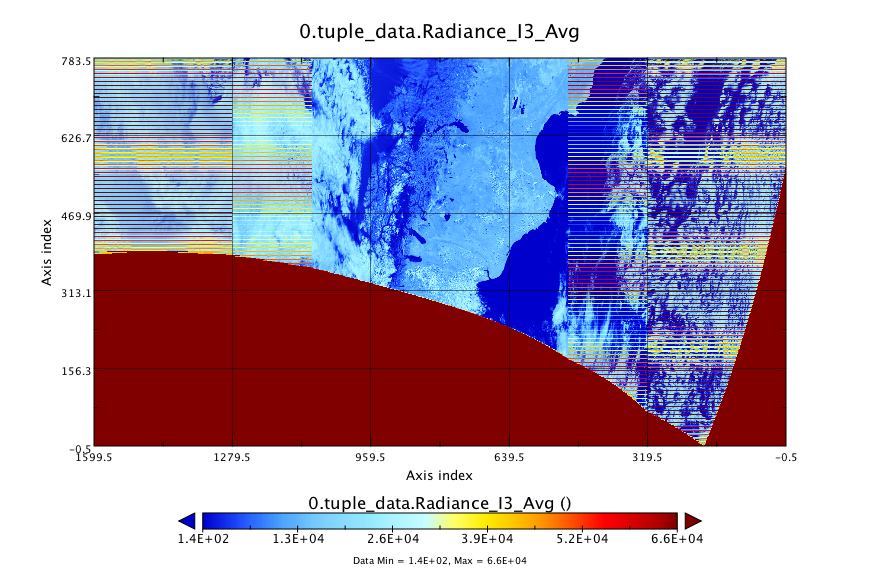 0.tuple_data.Radiance_I3_Avg
783.5
626.7
469.9
313.1
156.3
-0.5
Axis index
1599.5 1279.5 959.5 639.5 319.5 -0.5
Axis index
0.tuple_data.Radiance_I3_Avg ()
1.4E+02 1.3E+04 2.6E+04 3.9E+04 5.2E+04 6.6E+04
Data Min = 1.4E+02, Max = 6.6E+04